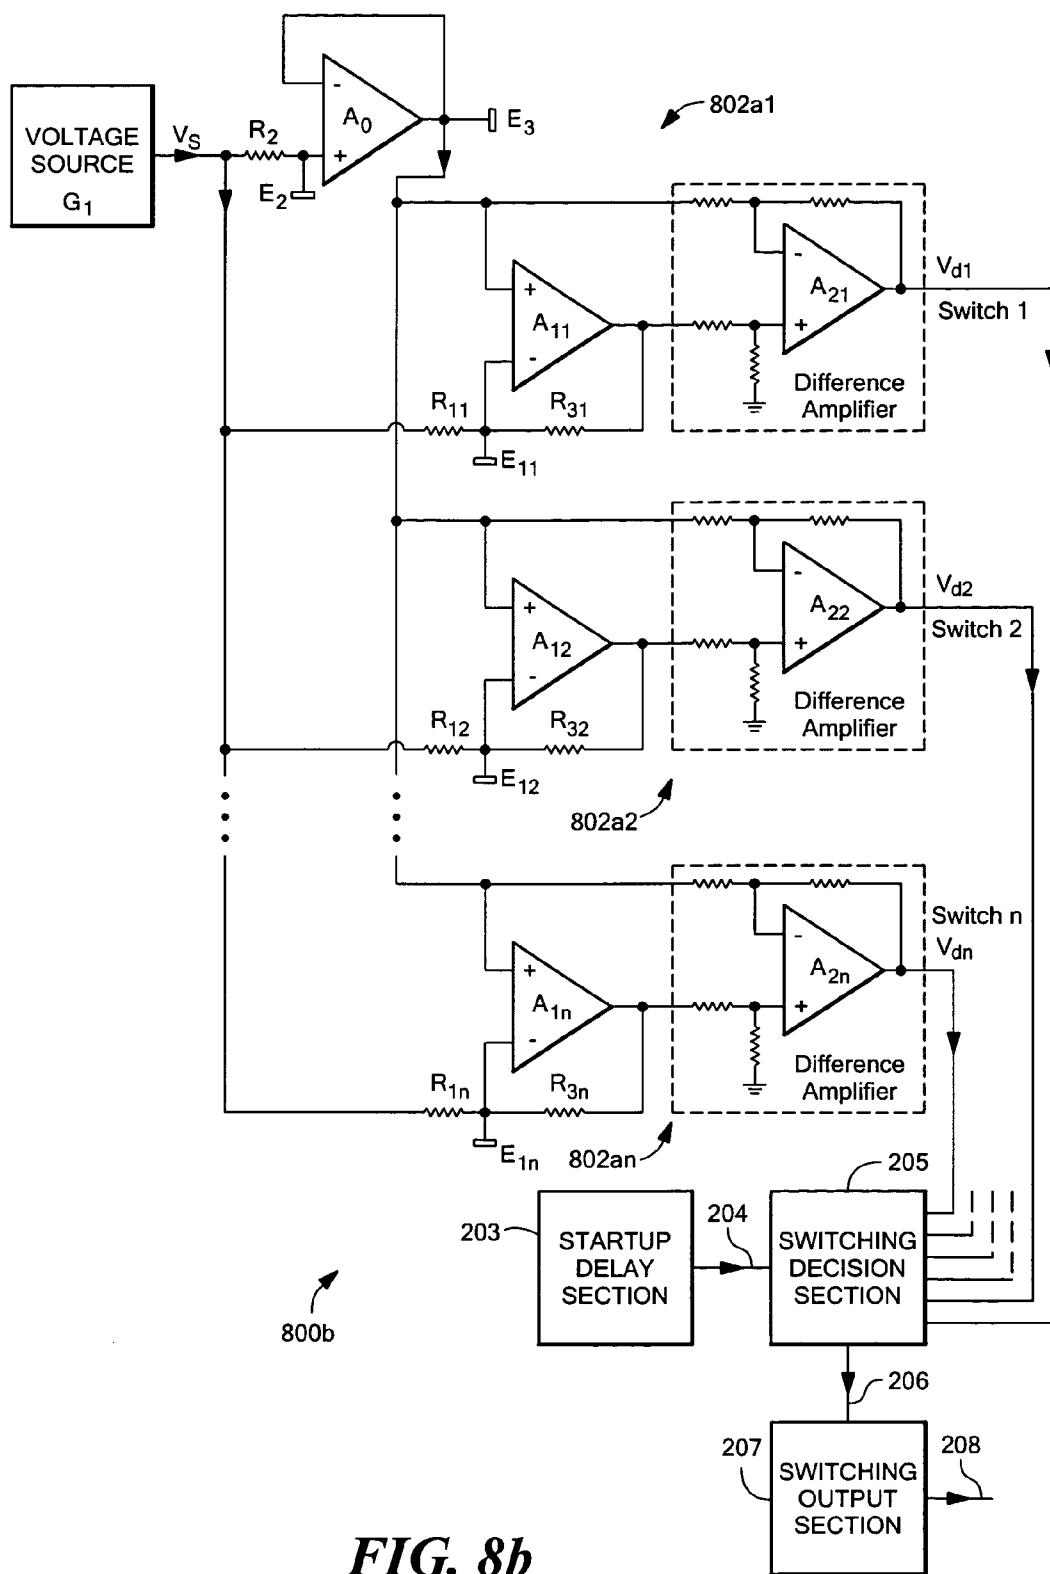 VOLTAGE
SOURCE
G1
VS
R2
E2
-
+
A0
E3
802a1
+
-
A11
R11
R31
E11
-
+
A21
Difference
Amplifier
Vd1
Switch 1
+
-
A12
R12
R32
E12
-
+
A22
Difference
Amplifier
Vd2
Switch 2
802a2
+
-
A1n
R1n
R3n
E1n
-
+
A2n
Difference
Amplifier
Switch n
Vdn
802an
203
STARTUP
DELAY
SECTION
204
205
SWITCHING
DECISION
SECTION
800b
206
207
SWITCHING
OUTPUT
SECTION
208
FIG. 8b